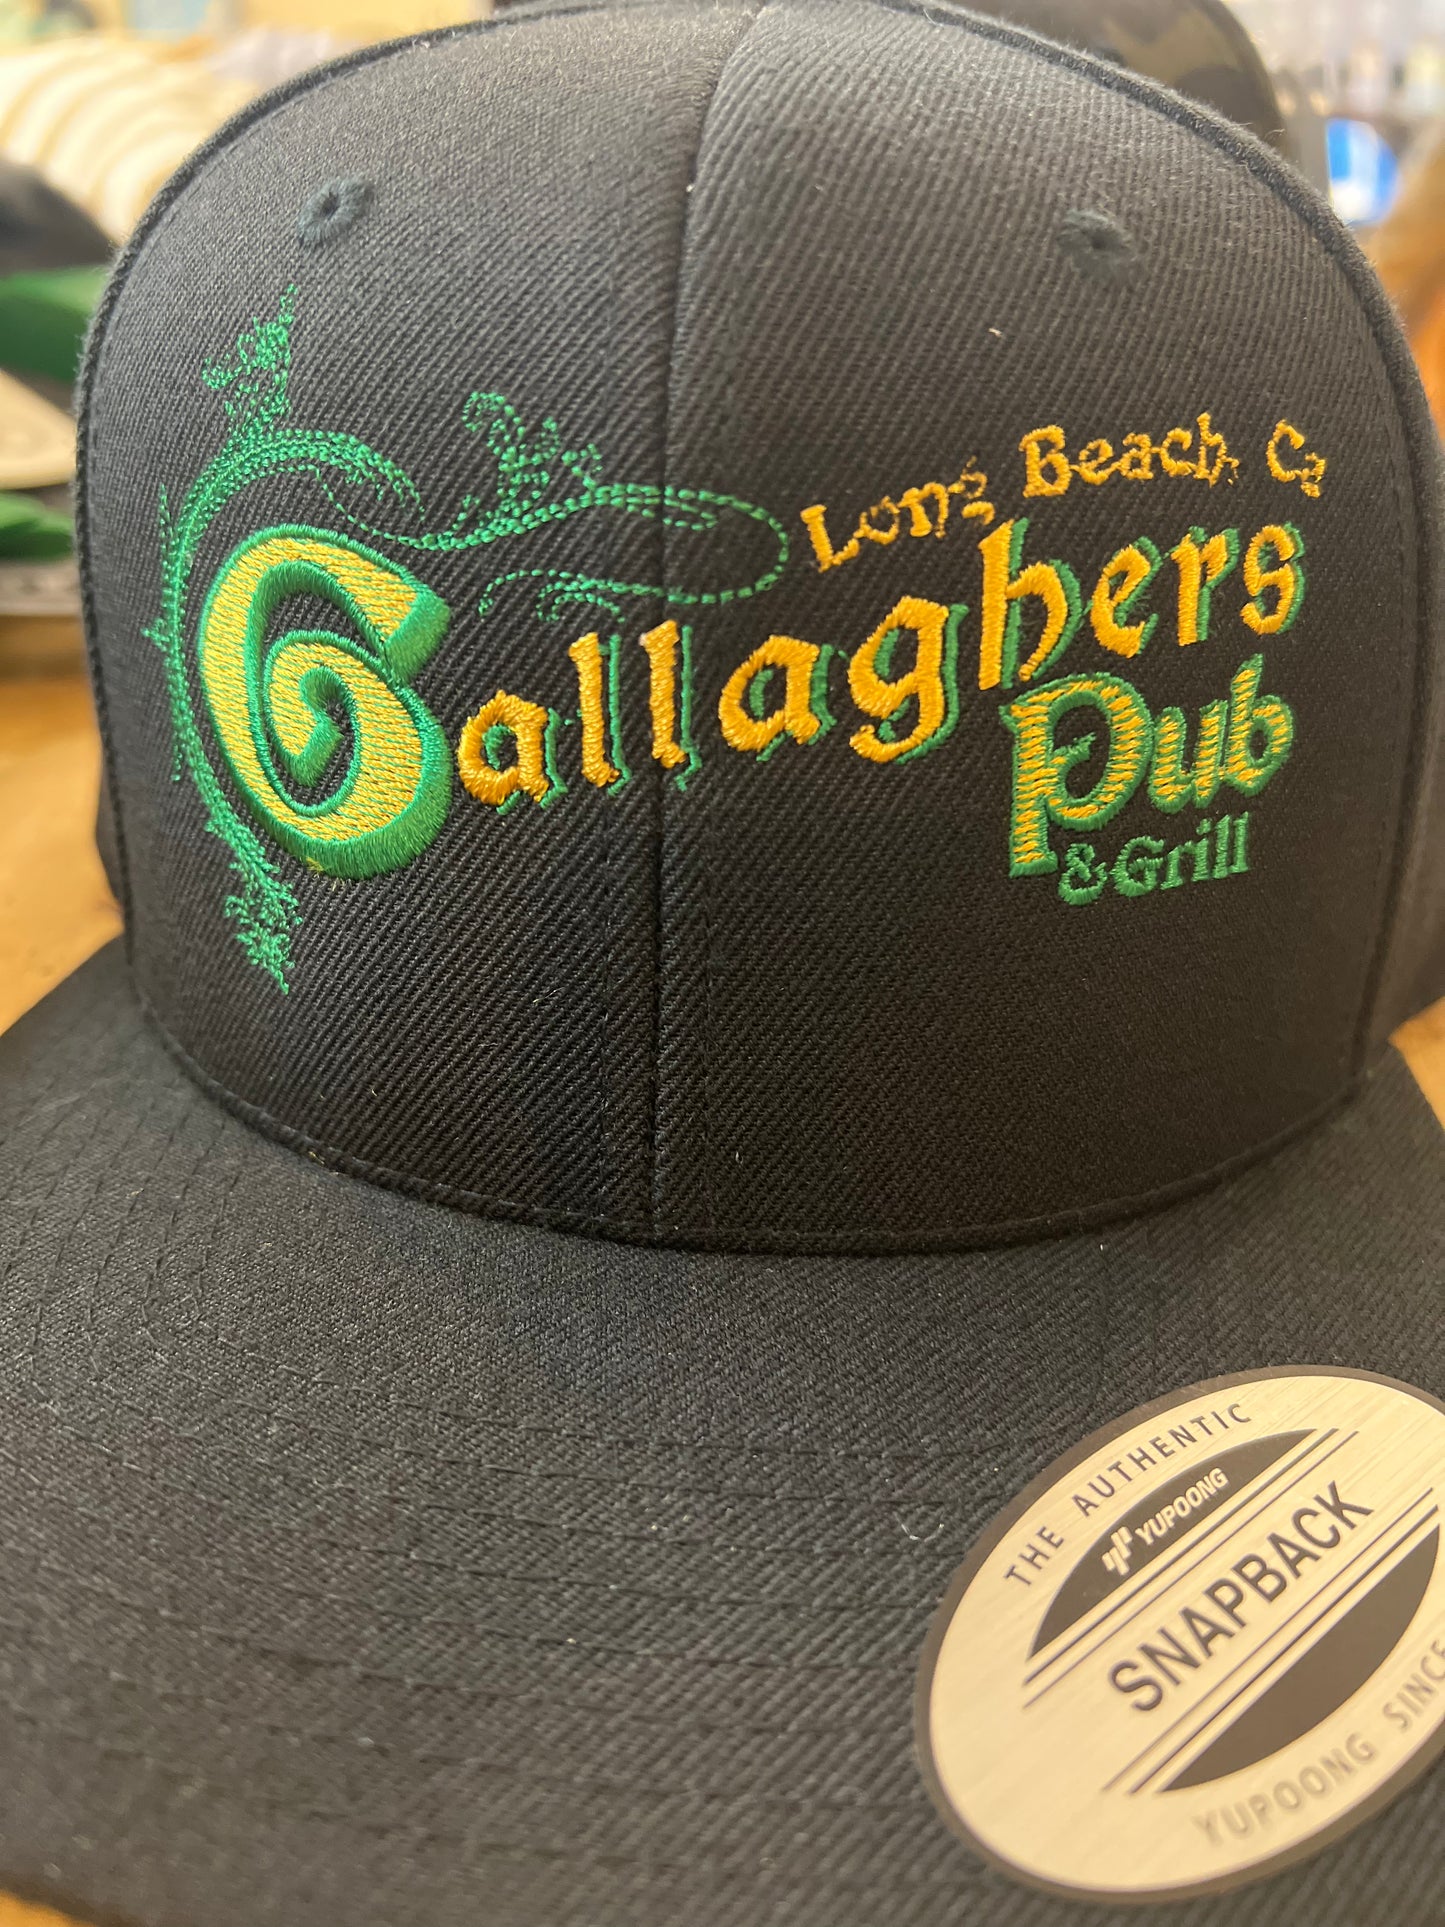 Long Beach, Ca
Gallaghers
Pub
& Grill
THE AUTHENTIC
YUPOONG
SNAPBACK
YUPOONG SINCE